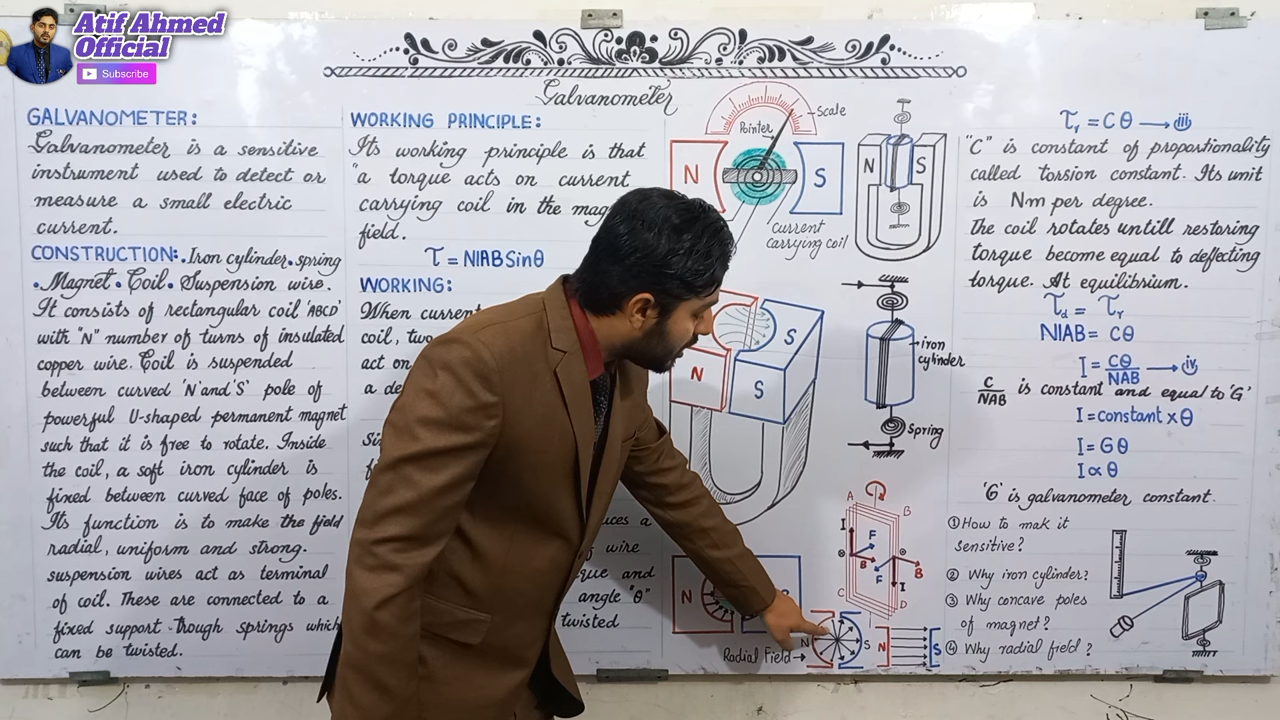 Atif Ahmed
Official
Subscribe
Galvanometer
GALVANOMETER:
Galvanometer is a sensitive
instrument used to detect or
measure a small electric
current.
CONSTRUCTION: • Iron cylinder • spring
• Magnet • Coil • Suspension wire.
It consists of rectangular coil 'ABCD'
with "N" number of turns of insulated
copper wire. Coil is suspended
between curved 'N' and 'S' pole of
powerful U-shaped permanent magnet
such that it is free to rotate. Inside
the coil, a soft iron cylinder is
fixed between curved face of poles.
Its function is to make the field
radial, uniform and strong.
suspension wires act as terminal
of coil. These are connected to a
fixed support trough springs which
can be twisted.
WORKING PRINCIPLE:
Its working principle is that
"a torque acts on current
carrying coil in the
field.
τ = NIAB Sinθ
WORKING:
When current
coil, two
act on
a
a
wire
and
angle "θ"
twisted
Scale
Pointer
N
S
current
carrying coil
N S
S
N
S
iron
cylinder
spring
A
B
I
F
B
F
B
I
C
D
N
N
S
N
S
Radial Field →
τr = Cθ → iii
"C" is constant of proportionality
called torsion constant. Its unit
is Nm per degree.
The coil rotates untill restoring
torque become equal to deflecting
torque. At equilibrium.
τd = τr
NIAB = Cθ
I = Cθ/NAB → iv
C/NAB is constant and equal to 'G'
I = constant x θ
I = G θ
I ∝ θ
'G' is galvanometer constant.
① How to mak it
sensitive?
② Why iron cylinder?
③ Why concave poles
of magnet?
④ Why radial field?